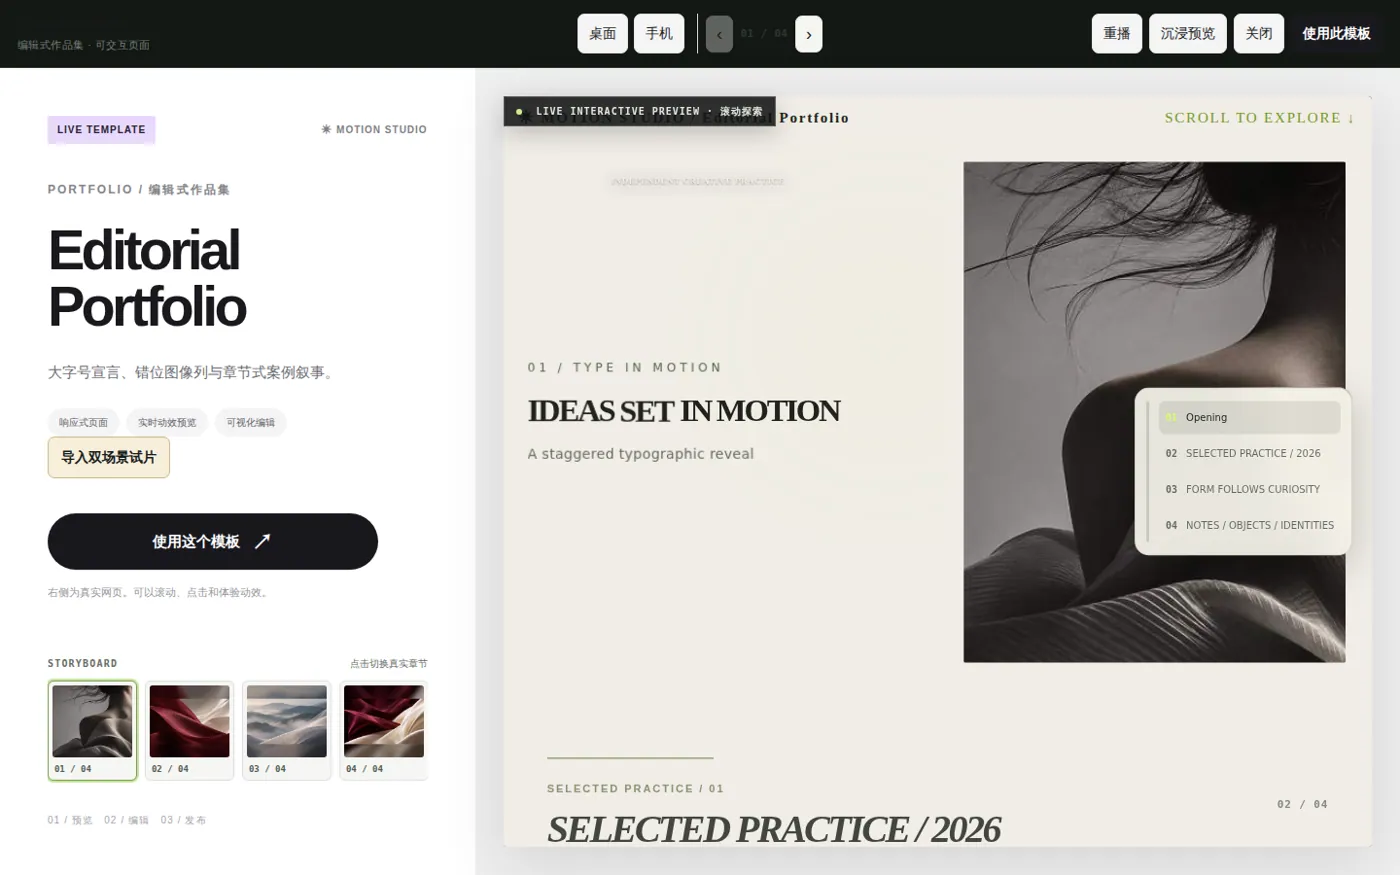 编辑式作品集 · 可交互页面
桌面
手机
‹
01 / 04
›
重播
沉浸预览
关闭
使用此模板
LIVE TEMPLATE
✷ MOTION STUDIO
PORTFOLIO / 编辑式作品集
Editorial
Portfolio
大字号宣言、错位图像列与章节式案例叙事。
响应式页面
实时动效预览
可视化编辑
导入双场景试片
使用这个模板 ↗
右侧为真实网页。可以滚动、点击和体验动效。
STORYBOARD
点击切换真实章节
01 / 04
02 / 04
03 / 04
04 / 04
01 / 预览 02 / 编辑 03 / 发布
LIVE INTERACTIVE PREVIEW · 滚动探索
✷ MOTION STUDIO / Editorial Portfolio
SCROLL TO EXPLORE ↓
INDEPENDENT CREATIVE PRACTICE
01 / TYPE IN MOTION
IDEAS SET IN MOTION
A staggered typographic reveal
01 Opening
02 SELECTED PRACTICE / 2026
03 FORM FOLLOWS CURIOSITY
04 NOTES / OBJECTS / IDENTITIES
SELECTED PRACTICE / 01
02 / 04
SELECTED PRACTICE / 2026